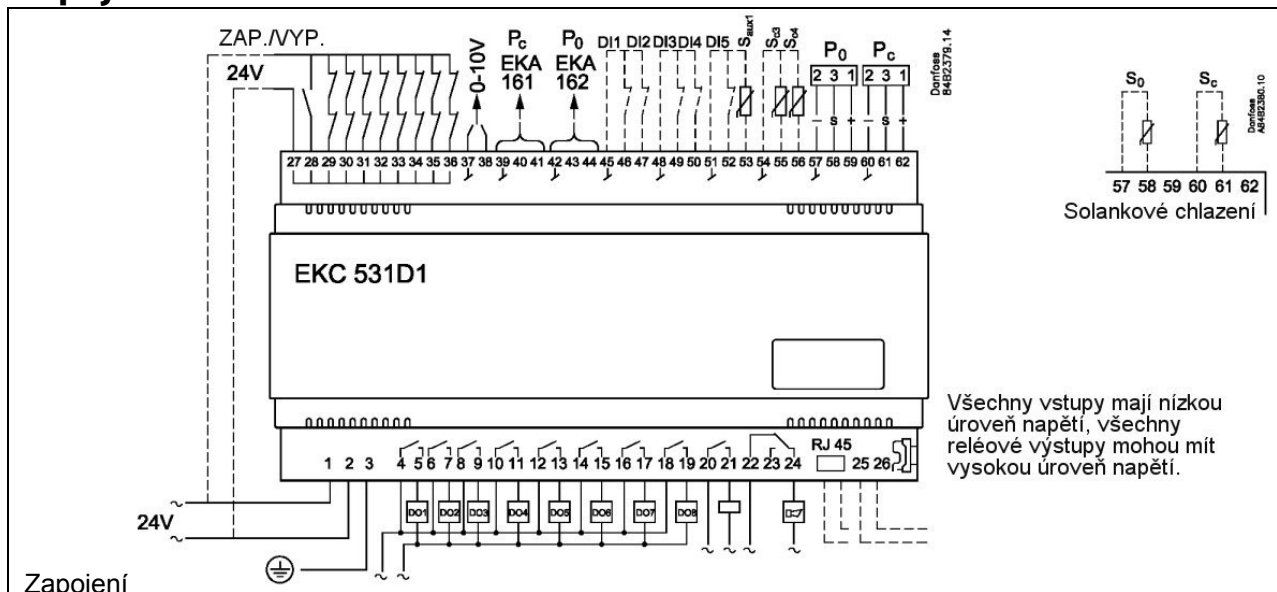 ZAP./VYP.
24V
0-10V
Pc
EKA
161
P0
EKA
162
DI1 DI2 DI3 DI4 DI5 Saux1 Sc3 Sc4
P0
2 3 1
- s +
Pc
2 3 1
- s +
Danfoss
84B2379.14
27 28 29 30 31 32 33 34 35 36 37 38 39 40 41 42 43 44 45 46 47 48 49 50 51 52 53 54 55 56 57 58 59 60 61 62
S0
Sc
Danfoss
A84B2380.10
57 58 59 60 61 62
Solankové chlazení
EKC 531D1
Všechny vstupy mají nízkou
úroveň napětí, všechny
reléové výstupy mohou mít
vysokou úroveň napětí.
RJ 45
1 2 3 4 5 6 7 8 9 10 11 12 13 14 15 16 17 18 19 20 21 22 23 24 25 26
DO1 DO2 DO3 DO4 DO5 DO6 DO7 DO8
24V
Zapojení